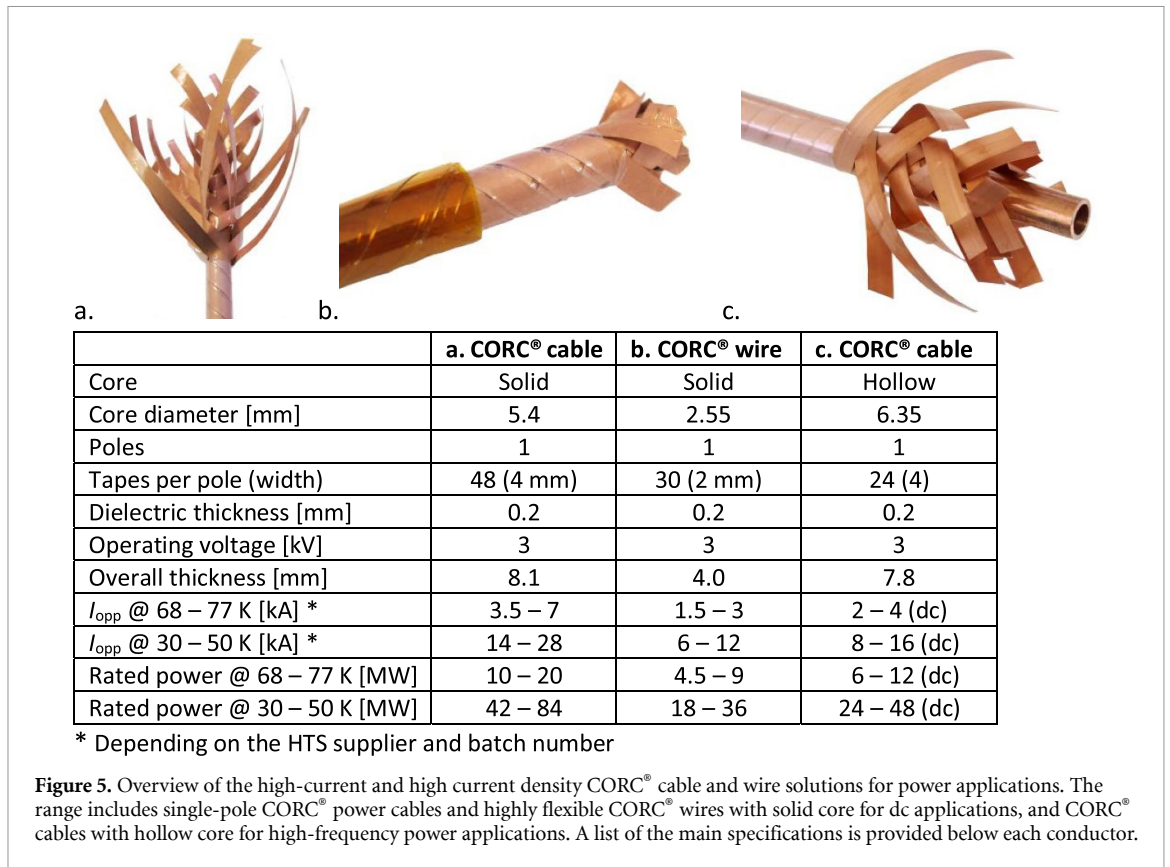 a. b. c.
a. CORC® cable b. CORC® wire c. CORC® cable
Core Solid Solid Hollow
Core diameter [mm] 5.4 2.55 6.35
Poles 1 1 1
Tapes per pole (width) 48 (4 mm) 30 (2 mm) 24 (4)
Dielectric thickness [mm] 0.2 0.2 0.2
Operating voltage [kV] 3 3 3
Overall thickness [mm] 8.1 4.0 7.8
Iopp @ 68 – 77 K [kA] * 3.5 – 7 1.5 – 3 2 – 4 (dc)
Iopp @ 30 – 50 K [kA] * 14 – 28 6 – 12 8 – 16 (dc)
Rated power @ 68 – 77 K [MW] 10 – 20 4.5 – 9 6 – 12 (dc)
Rated power @ 30 – 50 K [MW] 42 – 84 18 – 36 24 – 48 (dc)
* Depending on the HTS supplier and batch number
Figure 5. Overview of the high-current and high current density CORC® cable and wire solutions for power applications. The
range includes single-pole CORC® power cables and highly flexible CORC® wires with solid core for dc applications, and CORC®
cables with hollow core for high-frequency power applications. A list of the main specifications is provided below each conductor.